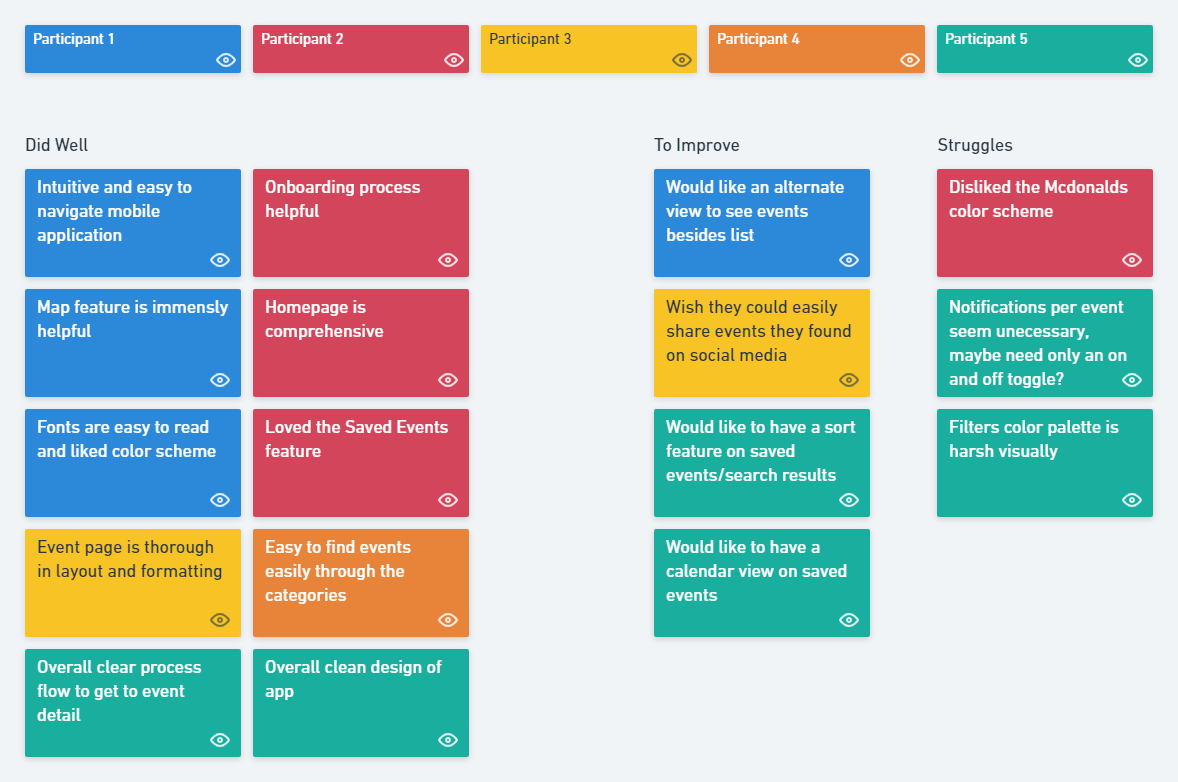 Participant 1
Participant 2
Participant 3
Participant 4
Participant 5
Did Well
Intuitive and easy to
navigate mobile
application
Onboarding process
helpful
Map feature is immensly
helpful
Homepage is
comprehensive
Fonts are easy to read
and liked color scheme
Loved the Saved Events
feature
Event page is thorough
in layout and formatting
Easy to find events
easily through the
categories
Overall clear process
flow to get to event
detail
Overall clean design of
app
To Improve
Would like an alternate
view to see events
besides list
Wish they could easily
share events they found
on social media
Would like to have a sort
feature on saved
events/search results
Would like to have a
calendar view on saved
events
Struggles
Disliked the Mcdonalds
color scheme
Notifications per event
seem unecessary,
maybe need only an on
and off toggle?
Filters color palette is
harsh visually